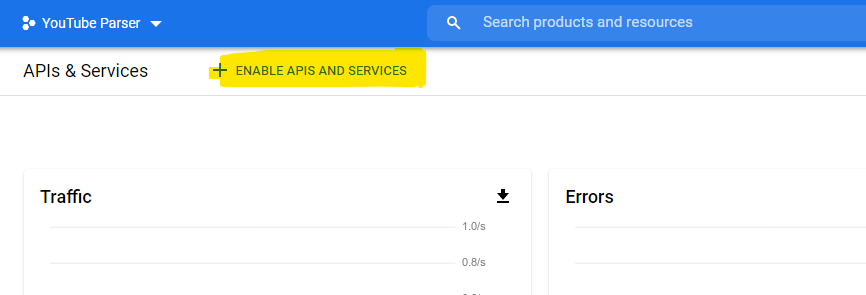 YouTube Parser
Search products and resources
APIs & Services
ENABLE APIS AND SERVICES
Traffic
Errors
1.0/s
0.8/s